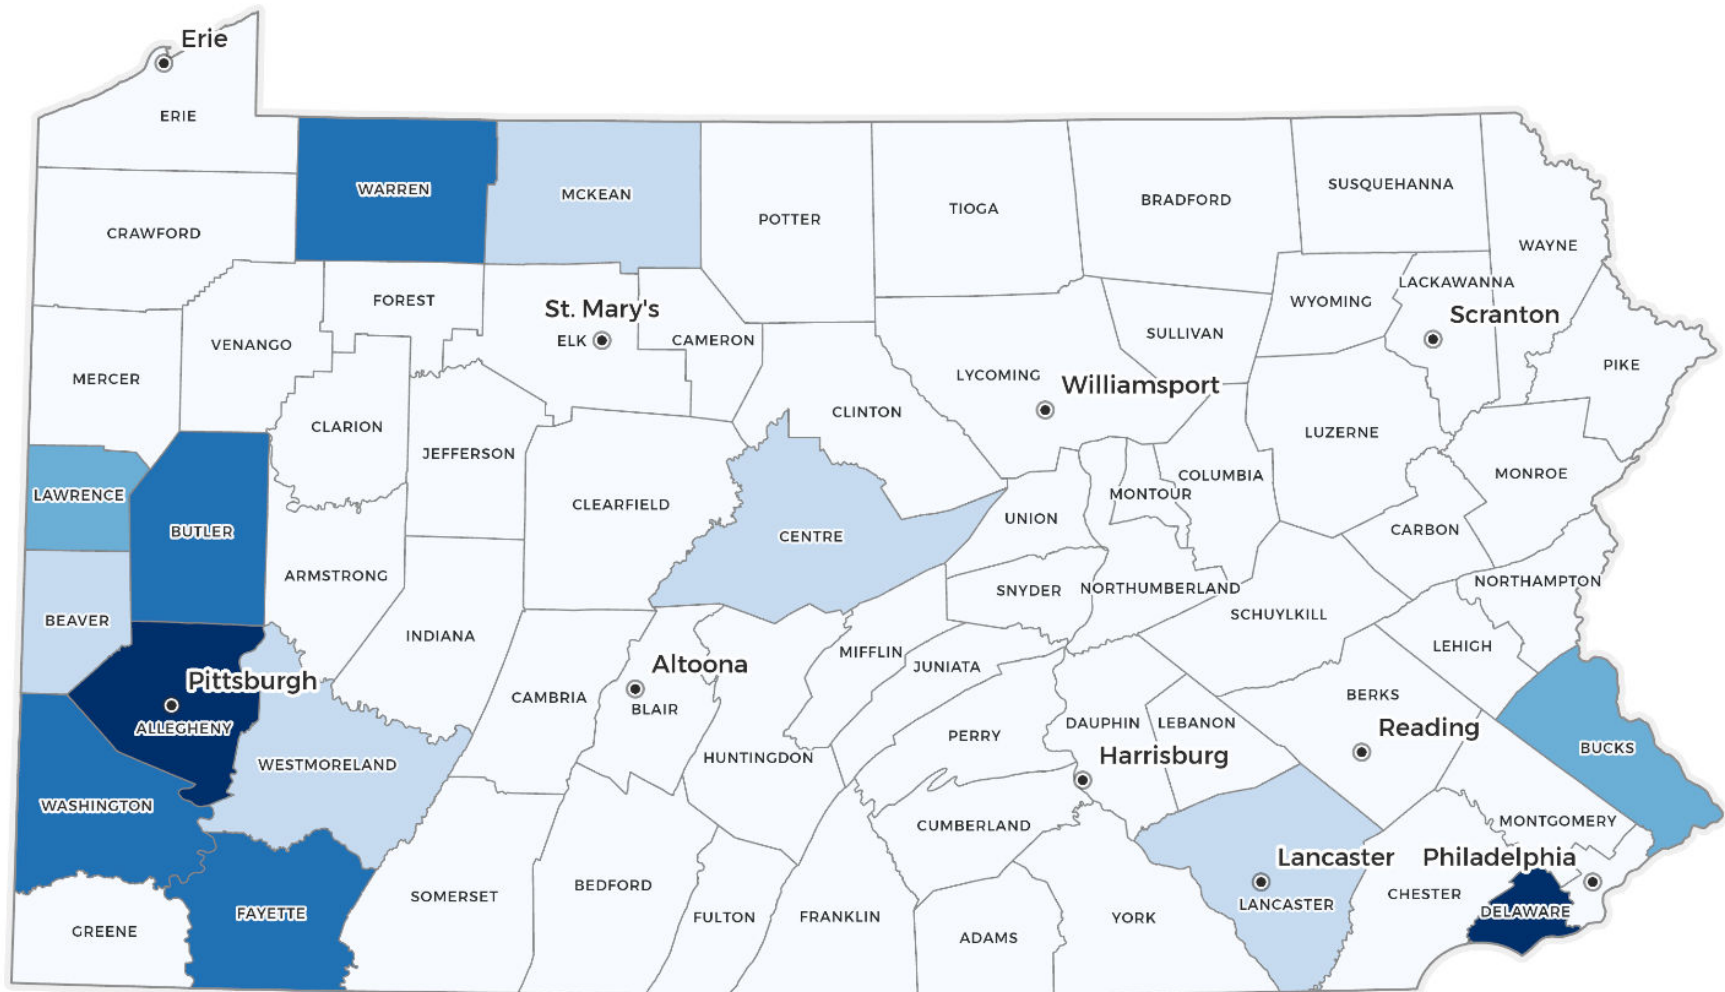 Erie
ERIE
WARREN
MCKEAN
POTTER
TIOGA
BRADFORD
SUSQUEHANNA
WAYNE
CRAWFORD
FOREST
VENANGO
St. Mary's
ELK
CAMERON
WYOMING
LACKAWANNA
Scranton
SULLIVAN
PIKE
MERCER
LYCOMING
Williamsport
CLINTON
CLARION
JEFFERSON
LUZERNE
COLUMBIA
MONTOUR
MONROE
LAWRENCE
BUTLER
CLEARFIELD
CENTRE
UNION
CARBON
ARMSTRONG
SNYDER
NORTHUMBERLAND
NORTHAMPTON
BEAVER
INDIANA
SCHUYLKILL
LEHIGH
MIFFLIN
JUNIATA
Pittsburgh
ALLEGHENY
Altoona
BLAIR
CAMBRIA
BERKS
Reading
DAUPHIN
LEBANON
PERRY
HUNTINGDON
Harrisburg
BUCKS
WESTMORELAND
WASHINGTON
CUMBERLAND
MONTGOMERY
Lancaster
LANCASTER
Philadelphia
CHESTER
DELAWARE
BEDFORD
SOMERSET
FAYETTE
FULTON
FRANKLIN
YORK
GREENE
ADAMS